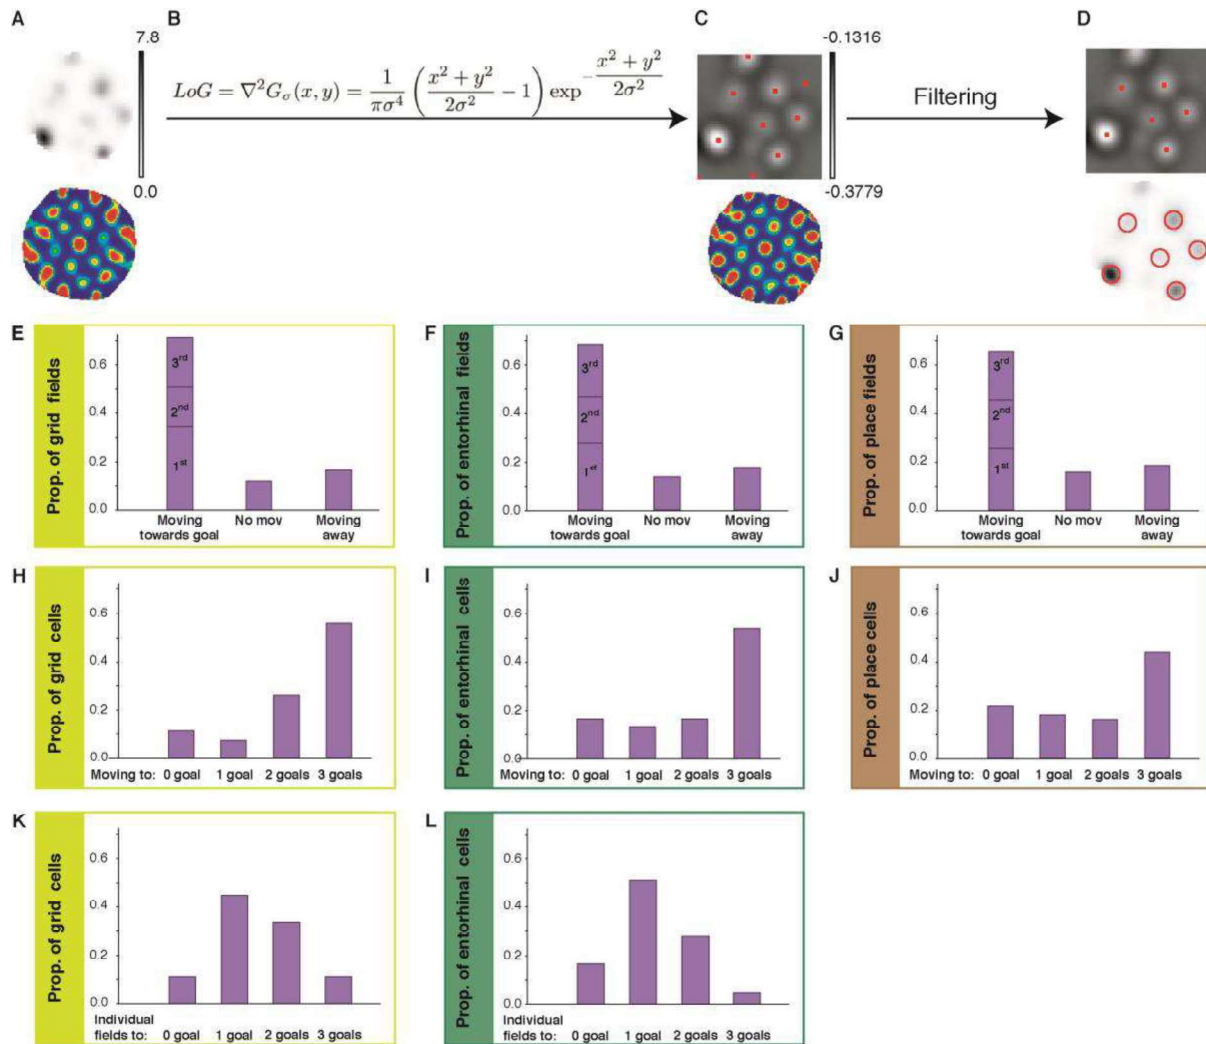 A
B
C
D
7.8
0.0
LoG = ∇²Gσ(x, y) = 1/πσ⁴ (x² + y²/2σ² − 1) exp^−x² + y²/2σ²
-0.1316
-0.3779
Filtering
E
Prop. of grid fields
0.6
0.4
0.2
0.0
3rd
2nd
1st
Moving towards goal
No mov
Moving away
F
Prop. of entorhinal fields
0.6
0.4
0.2
0.0
3rd
2nd
1st
Moving towards goal
No mov
Moving away
G
Prop. of place fields
0.6
0.4
0.2
0.0
3rd
2nd
1st
Moving towards goal
No mov
Moving away
H
Prop. of grid cells
0.6
0.4
0.2
0.0
Moving to: 0 goal 1 goal 2 goals 3 goals
I
Prop. of entorhinal cells
0.6
0.4
0.2
0.0
Moving to: 0 goal 1 goal 2 goals 3 goals
J
Prop. of place cells
0.6
0.4
0.2
0.0
Moving to: 0 goal 1 goal 2 goals 3 goals
K
Prop. of grid cells
0.6
0.4
0.2
0.0
Individual
fields to: 0 goal 1 goal 2 goals 3 goals
L
Prop. of entorhinal cells
0.6
0.4
0.2
0.0
Individual
fields to: 0 goal 1 goal 2 goals 3 goals